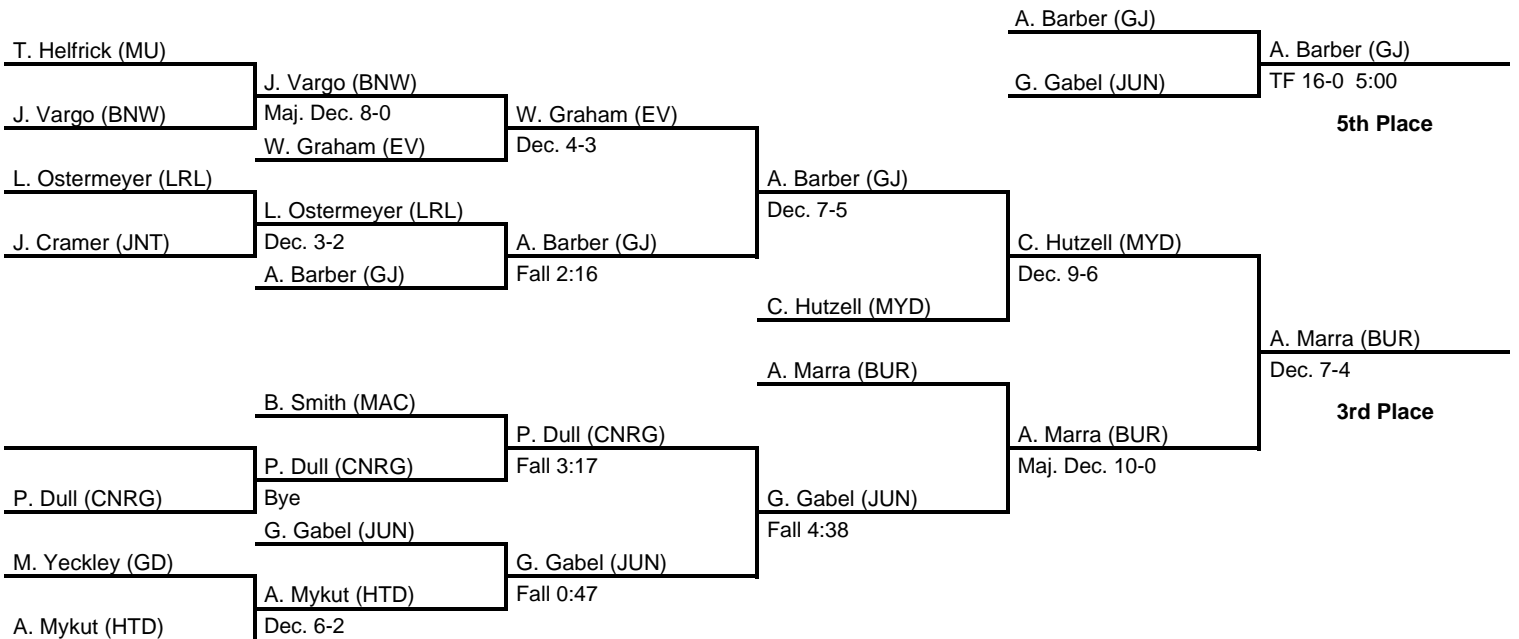 A. Barber (GJ)
T. Helfrick (MU)
A. Barber (GJ)
J. Vargo (BNW)
G. Gabel (JUN)
TF 16-0 5:00
J. Vargo (BNW)
Maj. Dec. 8-0
W. Graham (EV)
5th Place
W. Graham (EV)
Dec. 4-3
L. Ostermeyer (LRL)
A. Barber (GJ)
L. Ostermeyer (LRL)
Dec. 7-5
J. Cramer (JNT)
Dec. 3-2
A. Barber (GJ)
C. Hutzell (MYD)
A. Barber (GJ)
Fall 2:16
Dec. 9-6
C. Hutzell (MYD)
A. Marra (BUR)
A. Marra (BUR)
Dec. 7-4
B. Smith (MAC)
3rd Place
P. Dull (CNRG)
A. Marra (BUR)
P. Dull (CNRG)
Fall 3:17
Maj. Dec. 10-0
P. Dull (CNRG)
Bye
G. Gabel (JUN)
G. Gabel (JUN)
Fall 4:38
M. Yeckley (GD)
G. Gabel (JUN)
A. Mykut (HTD)
Fall 0:47
A. Mykut (HTD)
Dec. 6-2